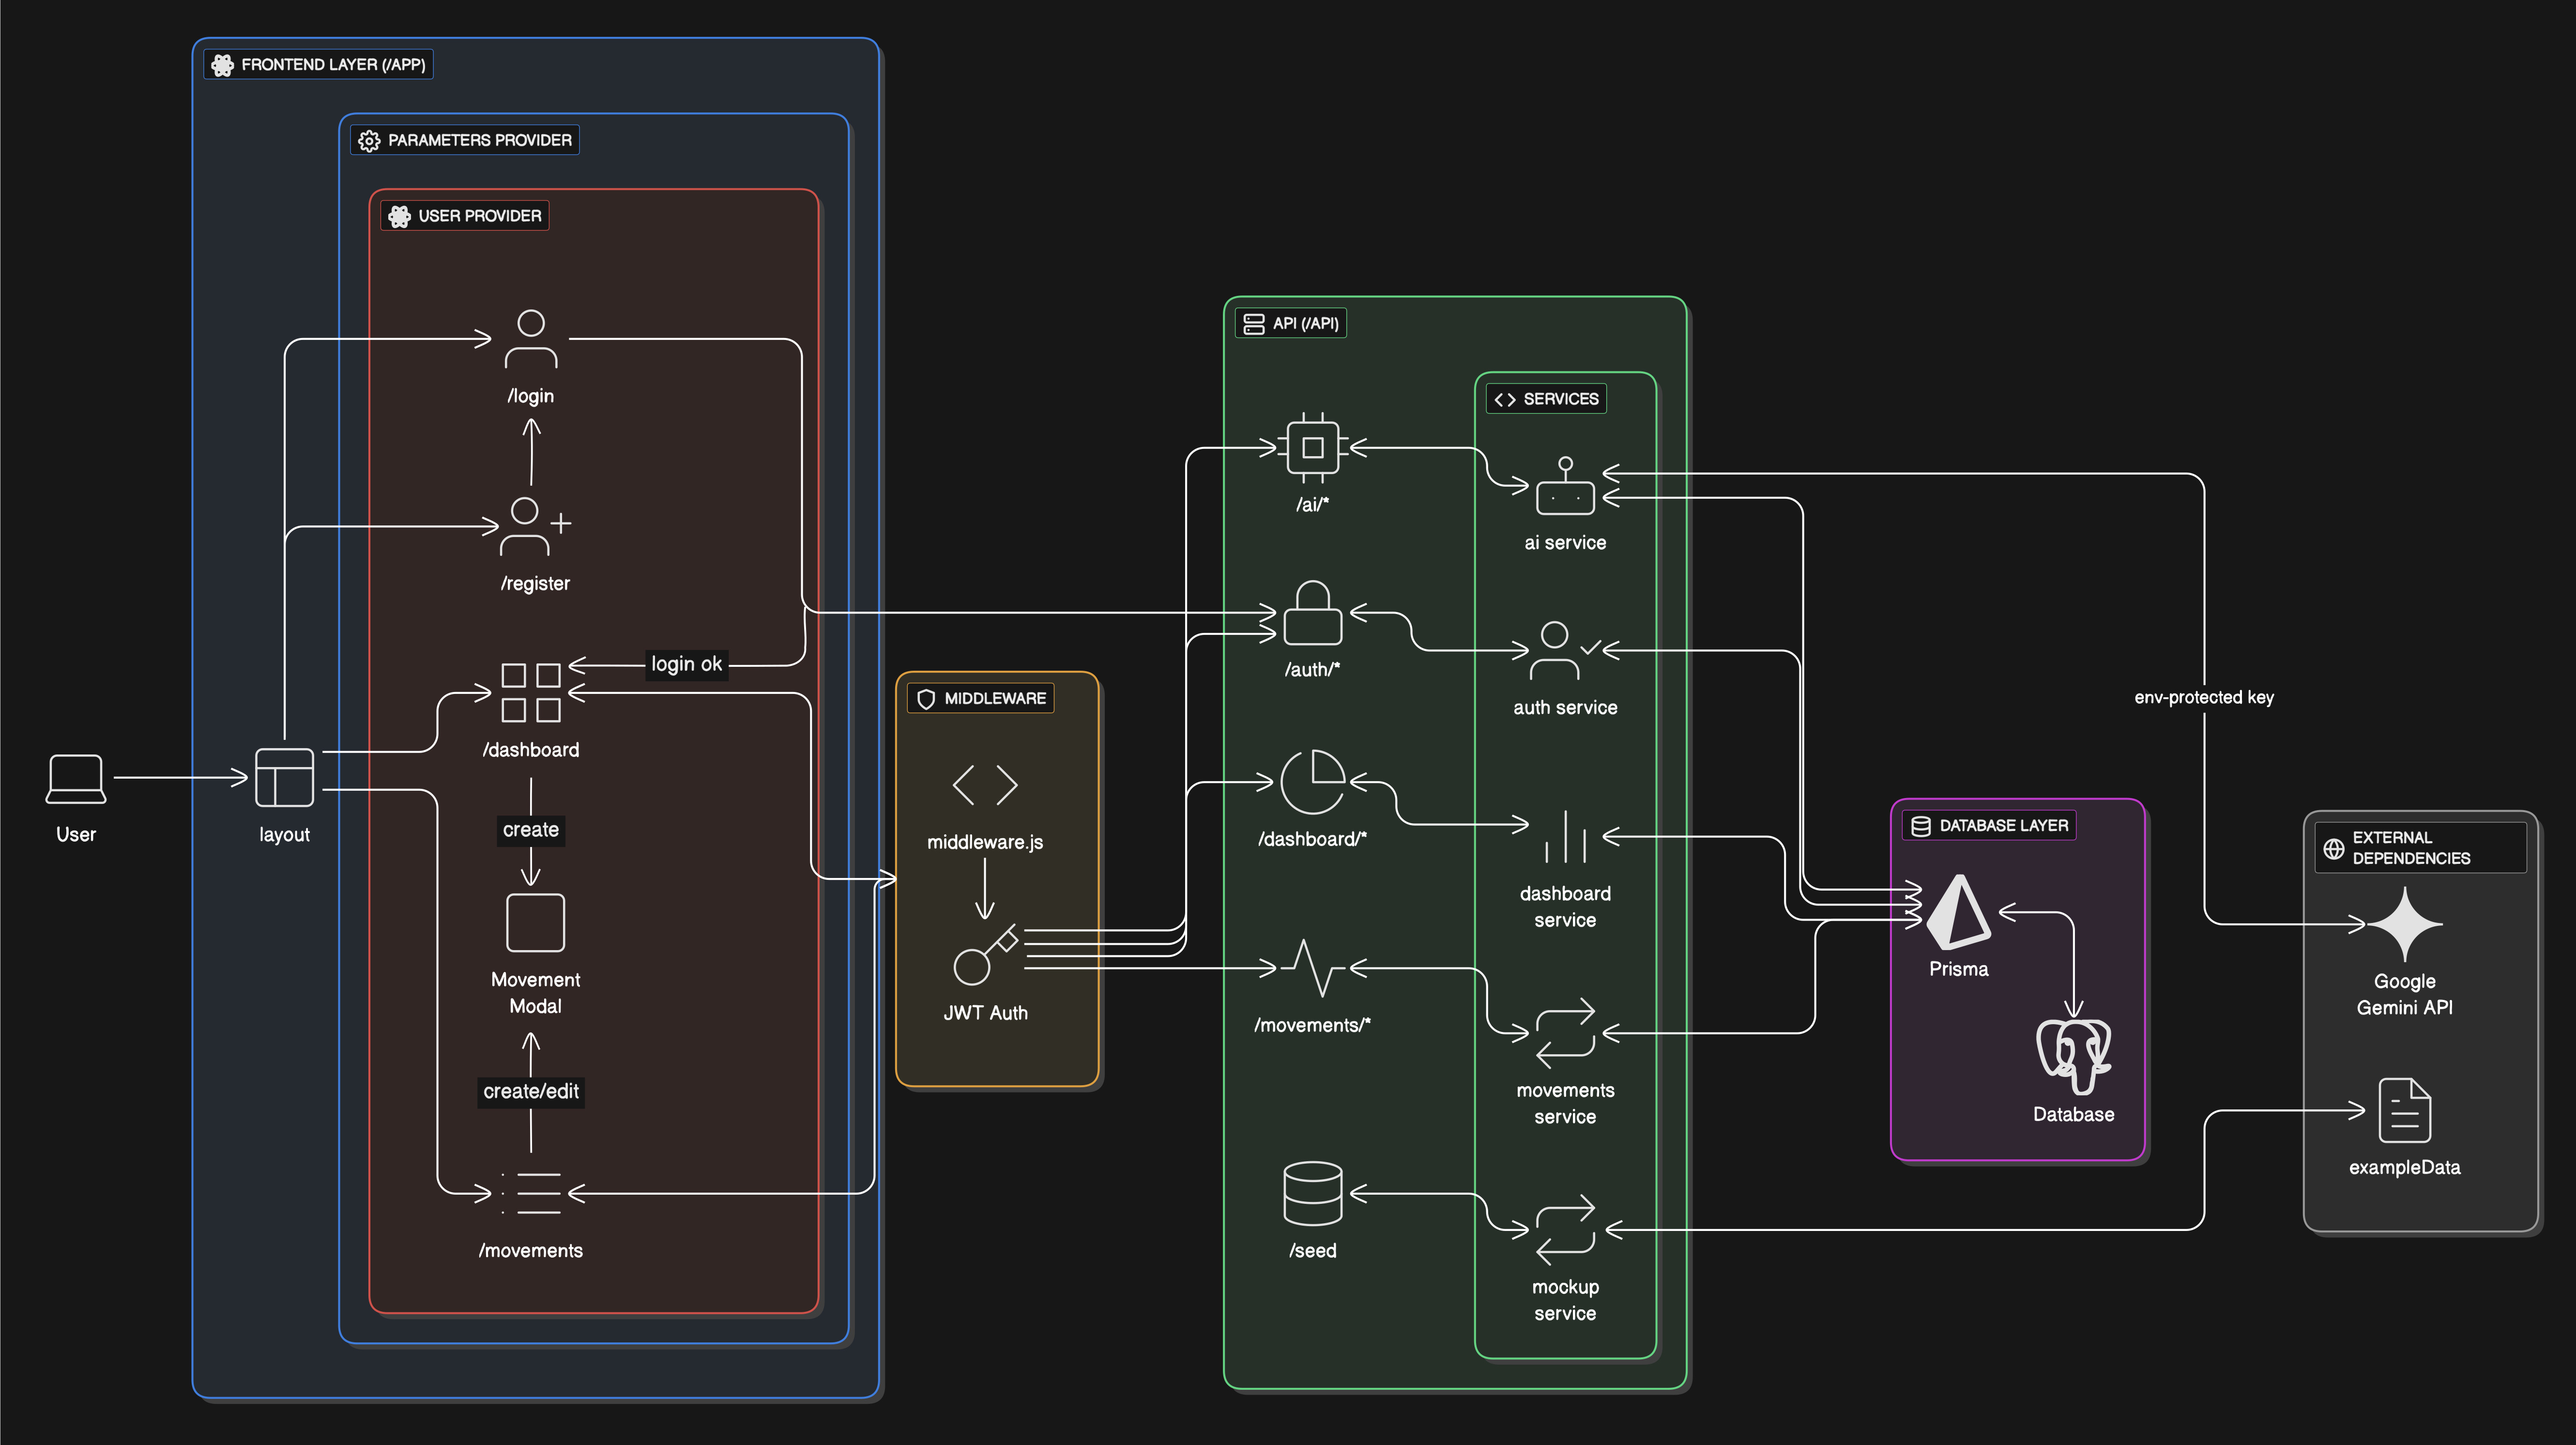 FRONTEND LAYER (/APP)
PARAMETERS PROVIDER
USER PROVIDER
/login
/register
login ok
/dashboard
User
layout
create
Movement
Modal
create/edit
/movements
MIDDLEWARE
middleware.js
JWT Auth
API (/API)
SERVICES
/ai/*
ai service
/auth/*
auth service
/dashboard/*
dashboard
service
/movements/*
movements
service
/seed
mockup
service
env-protected key
DATABASE LAYER
Prisma
Database
EXTERNAL
DEPENDENCIES
Google
Gemini API
exampleData